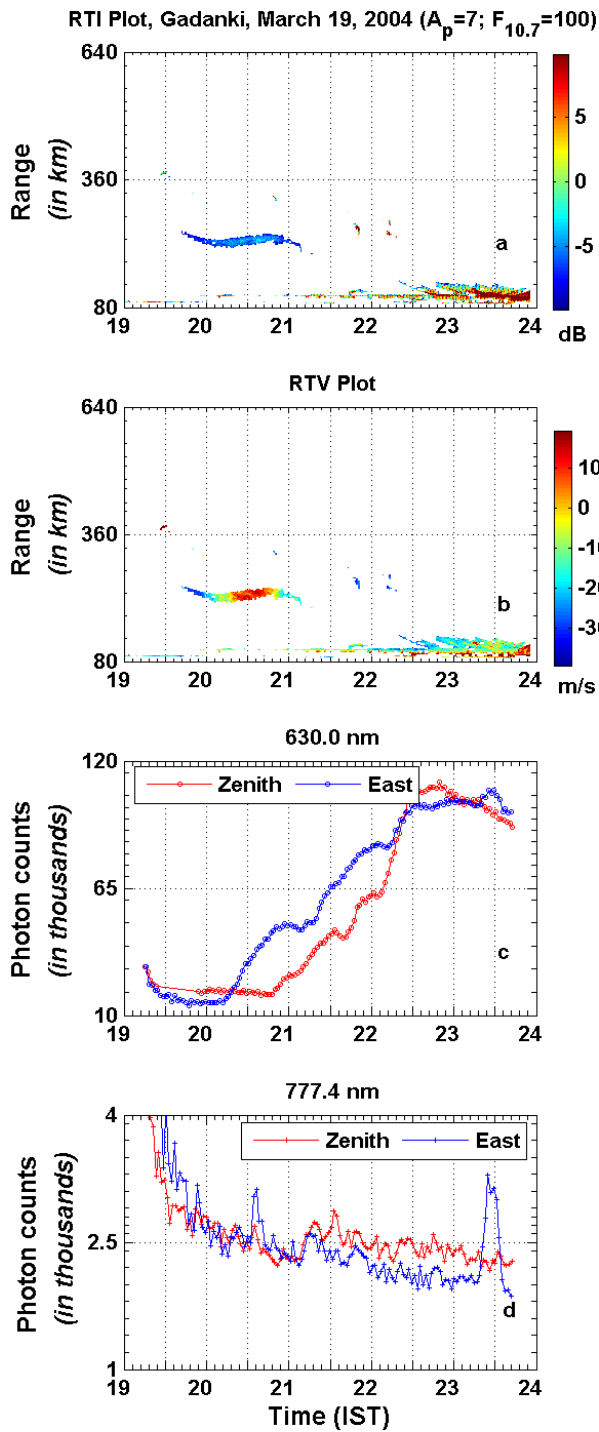 RTI Plot, Gadanki, March 19, 2004 (Ap=7; F10.7=100)
640
360
80
Range
(in km)
a
5
0
-5
dB
19 20 21 22 23 24
RTV Plot
640
360
80
Range
(in km)
b
10
0
-10
-20
-30
m/s
19 20 21 22 23 24
630.0 nm
120
65
10
Photon counts
(in thousands)
Zenith East
c
19 20 21 22 23 24
777.4 nm
4
2.5
1
Photon counts
(in thousands)
Zenith East
d
19 20 21 22 23 24
Time (IST)